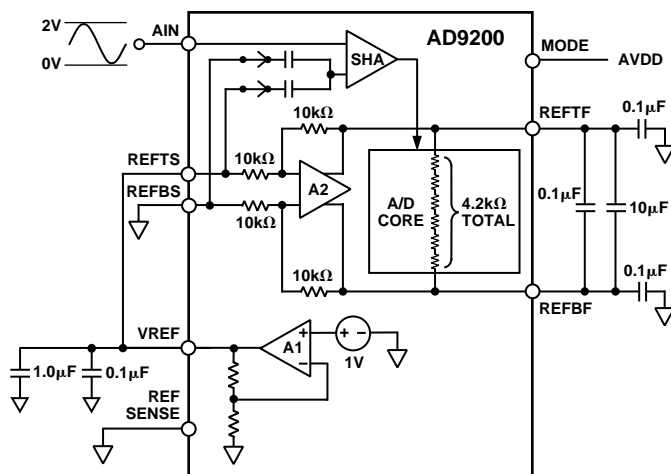 2V
0V
AIN
AD9200
SHA
MODE
AVDD
10kΩ
REFTF
0.1μF
REFTS
10kΩ
REFBS
10kΩ
A2
A/D
CORE
4.2kΩ
TOTAL
0.1μF
10μF
10kΩ
0.1μF
REFBF
VREF
A1
+
−
+ −
1V
1.0μF
0.1μF
REF
SENSE